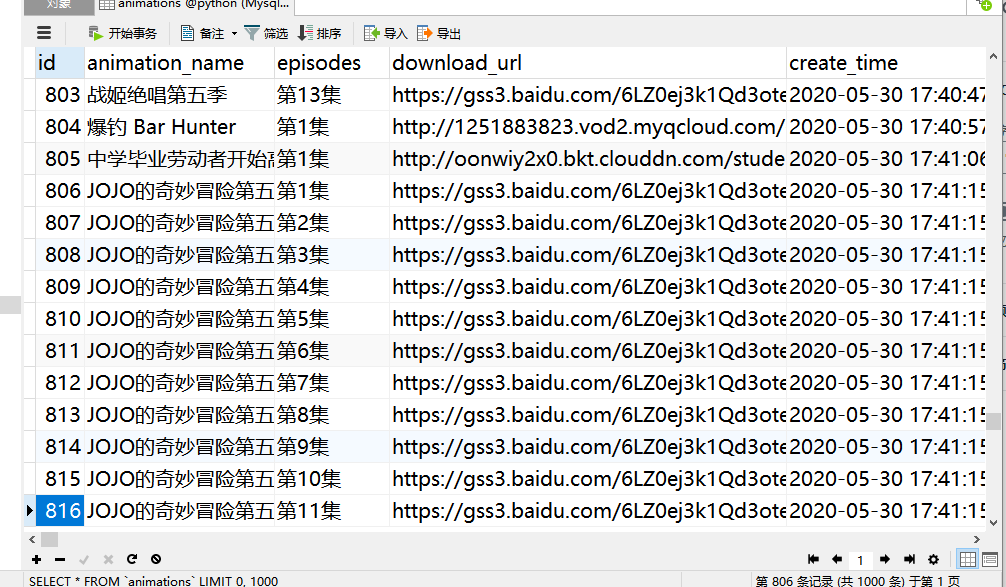 对象 animations @python (Mysql...
开始事务 备注 筛选 排序 导入 导出
id animation_name episodes download_url create_time
803 战姬绝唱第五季 第13集 https://gss3.baidu.com/6LZ0ej3k1Qd3ote 2020-05-30 17:40:47
804 爆钓 Bar Hunter 第1集 http://1251883823.vod2.myqcloud.com/ 2020-05-30 17:40:57
805 中学毕业劳动者开始高 第1集 http://oonwiy2x0.bkt.clouddn.com/stude 2020-05-30 17:41:06
806 JOJO的奇妙冒险第五 第1集 https://gss3.baidu.com/6LZ0ej3k1Qd3ote 2020-05-30 17:41:15
807 JOJO的奇妙冒险第五 第2集 https://gss3.baidu.com/6LZ0ej3k1Qd3ote 2020-05-30 17:41:15
808 JOJO的奇妙冒险第五 第3集 https://gss3.baidu.com/6LZ0ej3k1Qd3ote 2020-05-30 17:41:15
809 JOJO的奇妙冒险第五 第4集 https://gss3.baidu.com/6LZ0ej3k1Qd3ote 2020-05-30 17:41:15
810 JOJO的奇妙冒险第五 第5集 https://gss3.baidu.com/6LZ0ej3k1Qd3ote 2020-05-30 17:41:15
811 JOJO的奇妙冒险第五 第6集 https://gss3.baidu.com/6LZ0ej3k1Qd3ote 2020-05-30 17:41:15
812 JOJO的奇妙冒险第五 第7集 https://gss3.baidu.com/6LZ0ej3k1Qd3ote 2020-05-30 17:41:15
813 JOJO的奇妙冒险第五 第8集 https://gss3.baidu.com/6LZ0ej3k1Qd3ote 2020-05-30 17:41:15
814 JOJO的奇妙冒险第五 第9集 https://gss3.baidu.com/6LZ0ej3k1Qd3ote 2020-05-30 17:41:15
815 JOJO的奇妙冒险第五 第10集 https://gss3.baidu.com/6LZ0ej3k1Qd3ote 2020-05-30 17:41:15
816 JOJO的奇妙冒险第五 第11集 https://gss3.baidu.com/6LZ0ej3k1Qd3ote 2020-05-30 17:41:15
1
SELECT * FROM `animations` LIMIT 0, 1000 第 806 条记录 (共 1000 条) 于第 1 页